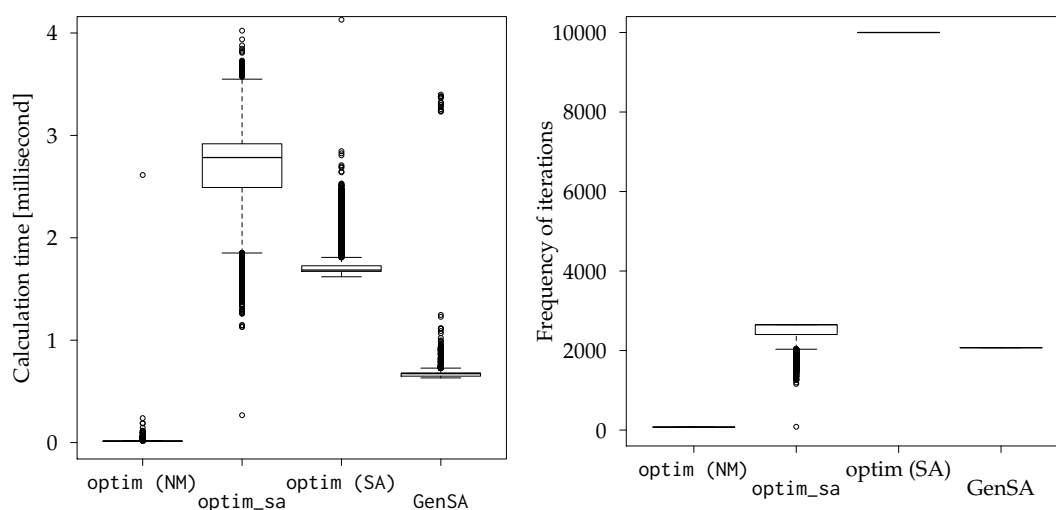 Calculation time [millisecond]
4
3
2
1
0
optim (NM)
optim_sa
optim (SA)
GenSA
Frequency of iterations
10000
8000
6000
4000
2000
0
optim (NM)
optim_sa
optim (SA)
GenSA